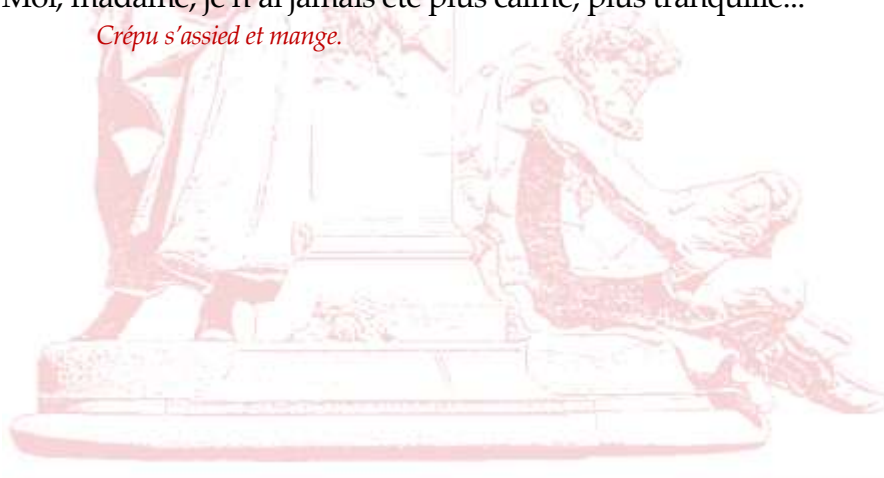 Moi, madame, je n'ai jamais été plus calme, plus tranquille...
Crépu s'assied et mange.